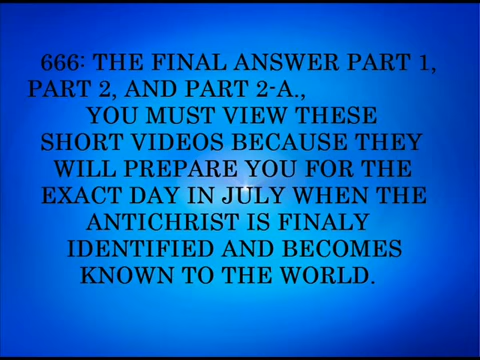 666: THE FINAL ANSWER PART 1,
PART 2, AND PART 2-A.,
YOU MUST VIEW THESE
SHORT VIDEOS BECAUSE THEY
WILL PREPARE YOU FOR THE
EXACT DAY IN JULY WHEN THE
ANTICHRIST IS FINALY
IDENTIFIED AND BECOMES
KNOWN TO THE WORLD.